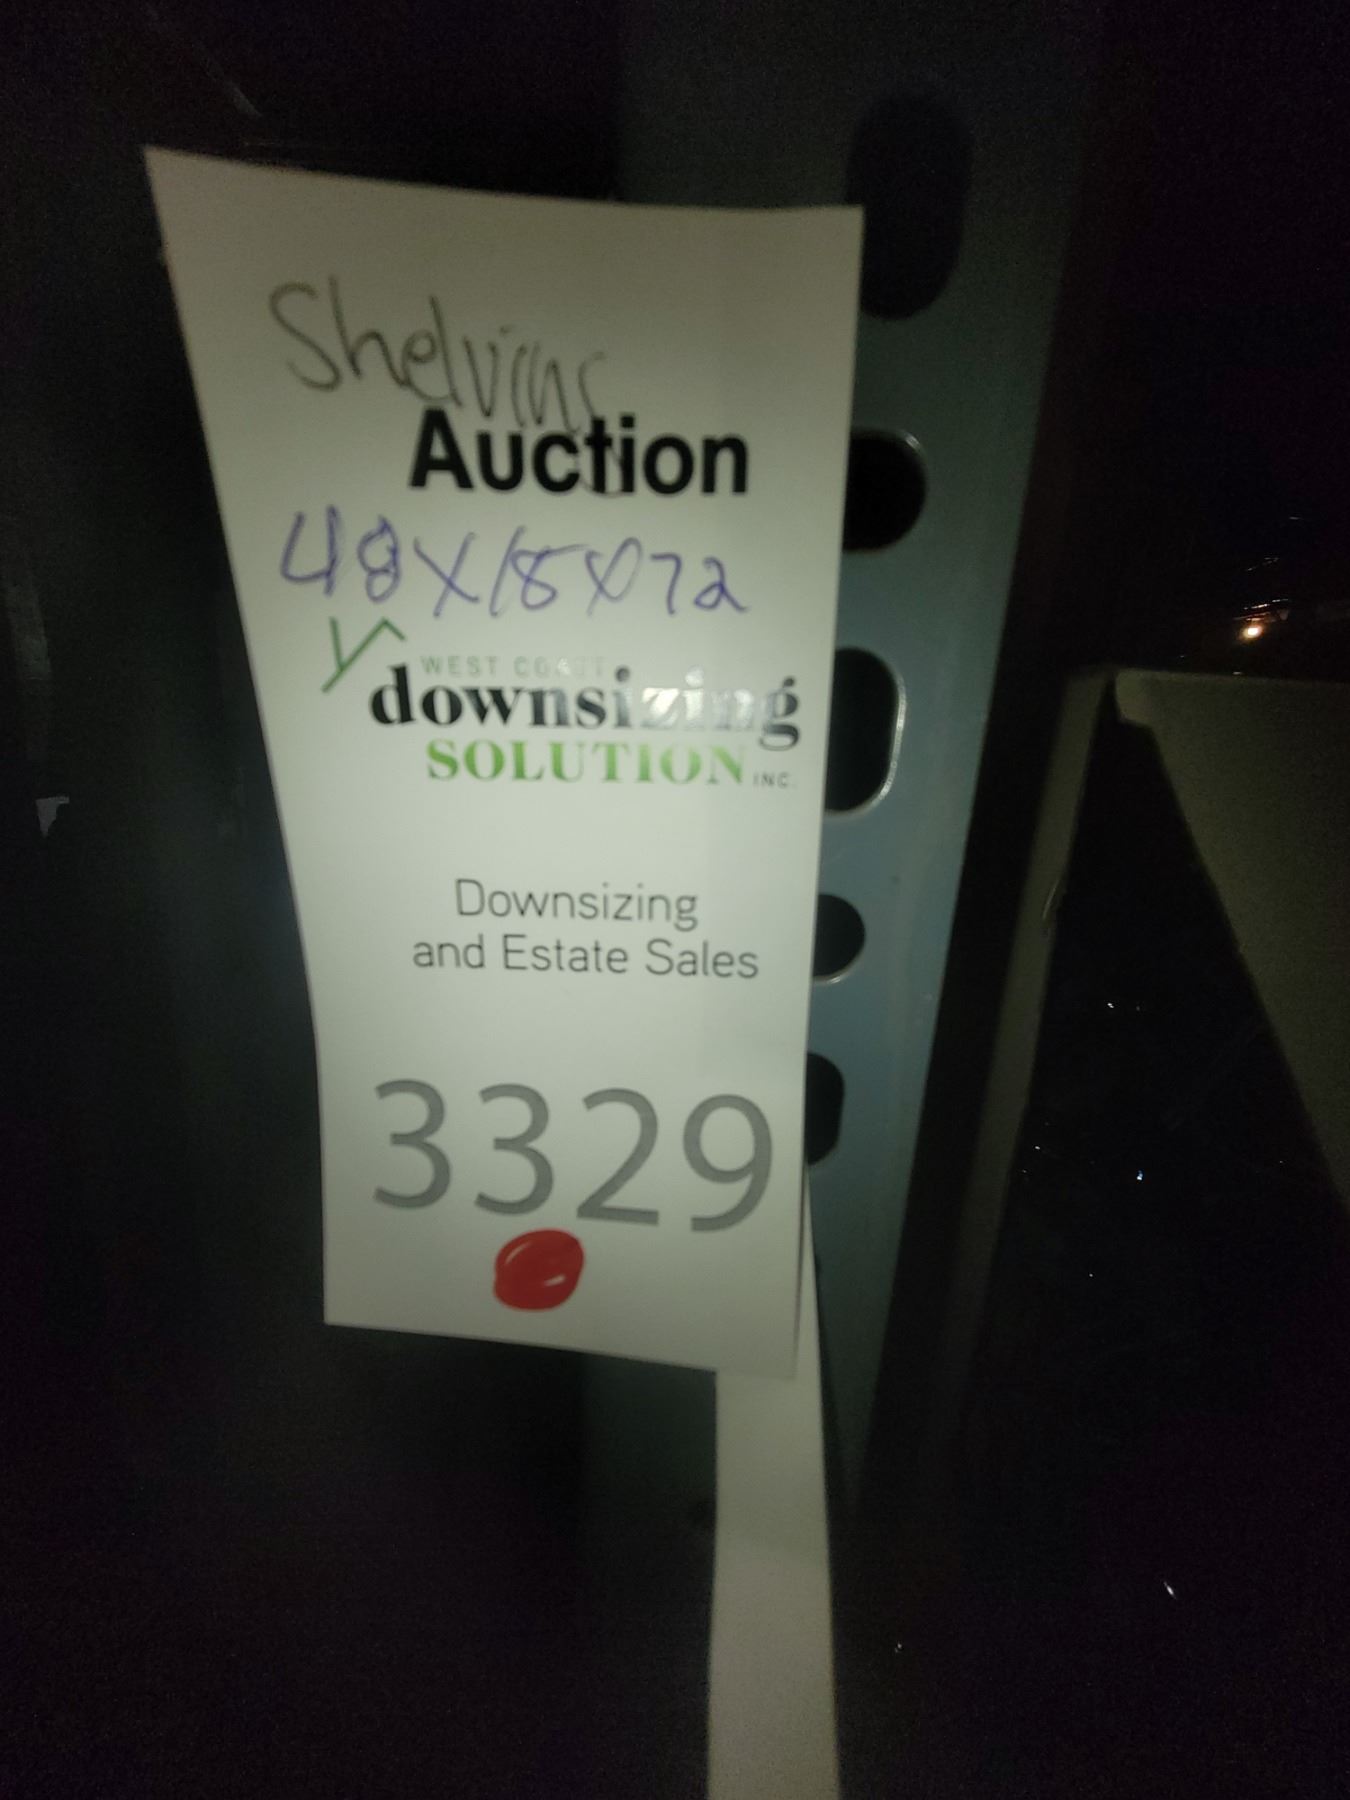 Shelving
Auction
48X18X72
WEST COAST
downsizing
SOLUTION INC.
Downsizing
and Estate Sales
3329